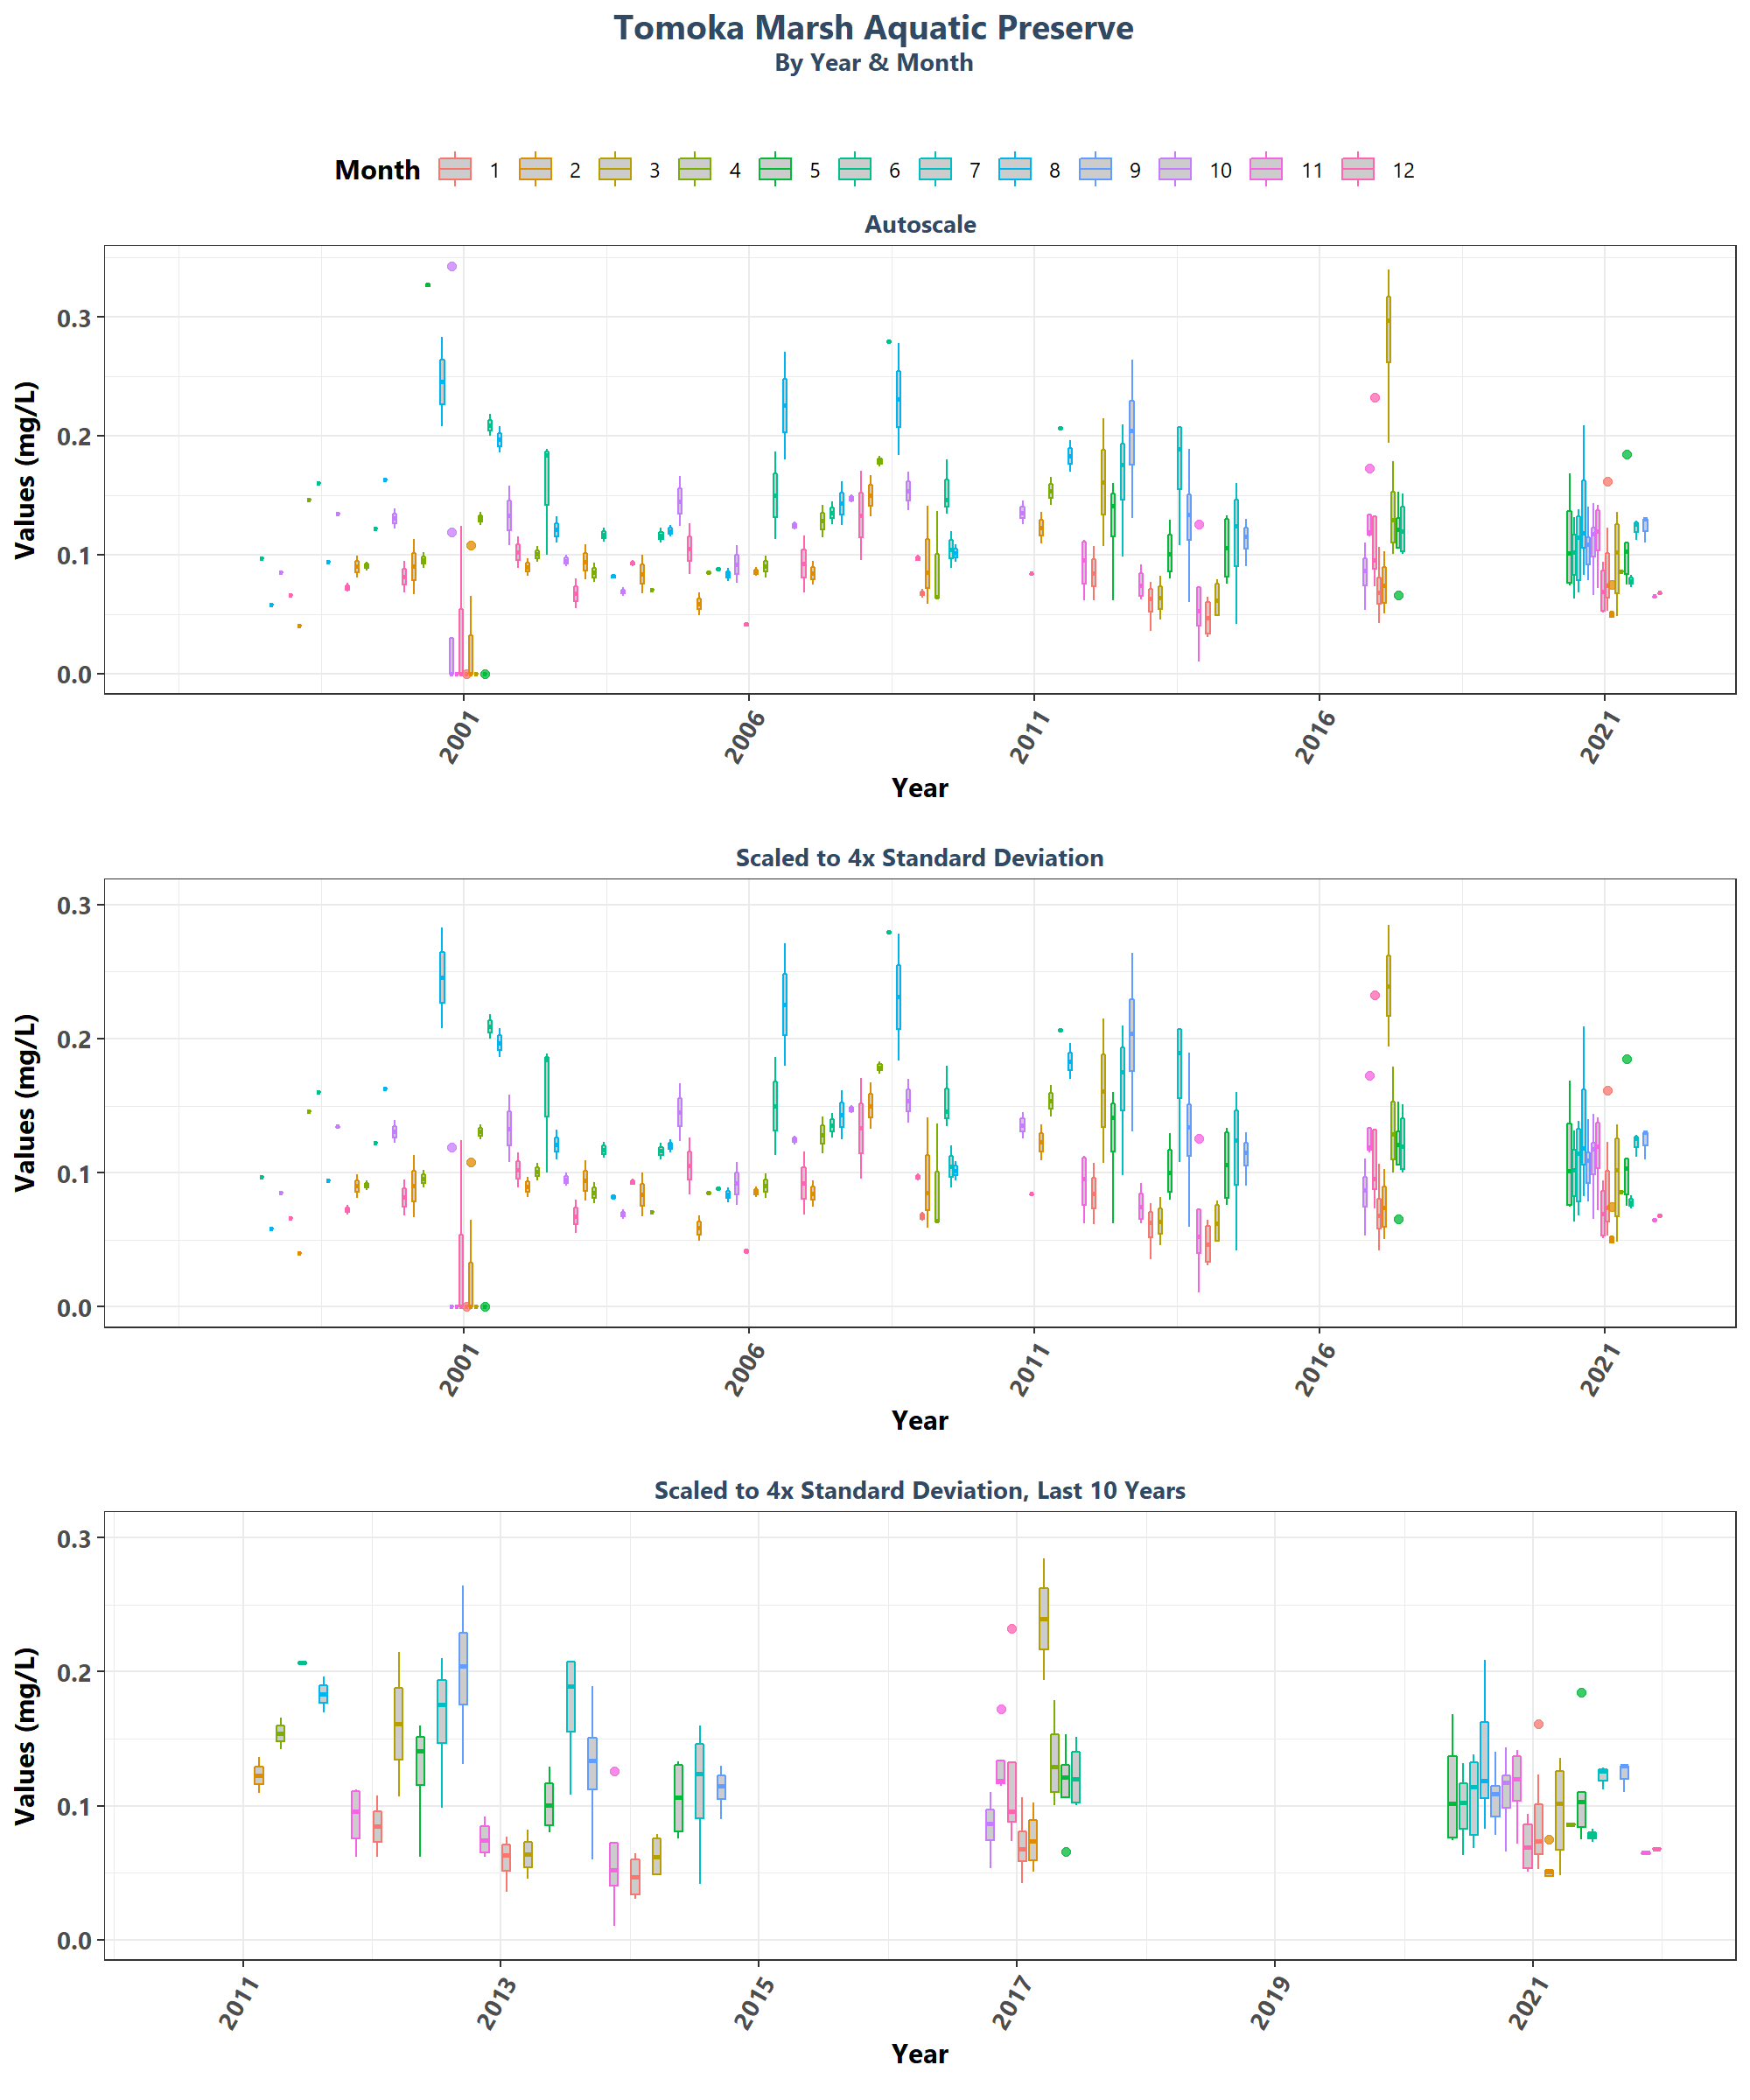 Tomoka Marsh Aquatic Preserve
By Year & Month
Month 1 2 3 4 5 6 7 8 9 10 11 12
Autoscale
Values (mg/L)
0.3
0.2
0.1
0.0
2001 2006 2011 2016 2021
Year
Scaled to 4x Standard Deviation
Values (mg/L)
0.3
0.2
0.1
0.0
2001 2006 2011 2016 2021
Year
Scaled to 4x Standard Deviation, Last 10 Years
Values (mg/L)
0.3
0.2
0.1
0.0
2011 2013 2015 2017 2019 2021
Year